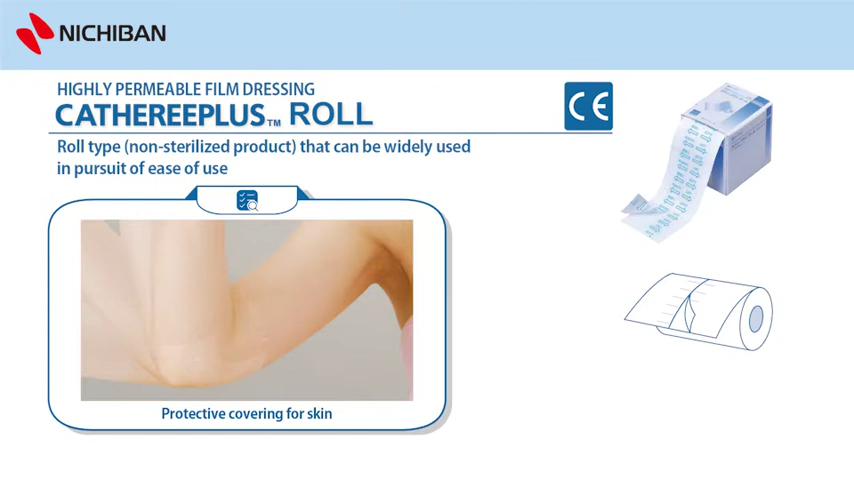 NICHIBAN
HIGHLY PERMEABLE FILM DRESSING
CATHEREEPLUS™ ROLL
CE
Roll type (non-sterilized product) that can be widely used
in pursuit of ease of use
Protective covering for skin